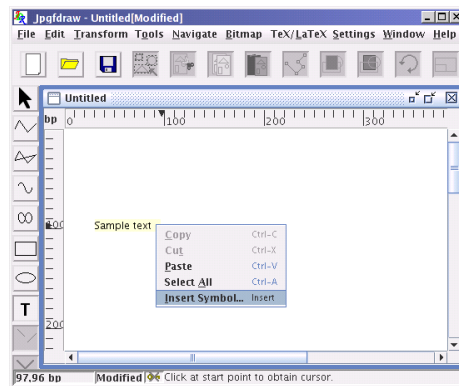 Jpgfdraw - Untitled[Modified]
File Edit Transform Tools Navigate Bitmap TeX/LaTeX Settings Window Help
Untitled
bp 0 100 200 300
100
Sample text
Copy Ctrl-C
Cut Ctrl-X
Paste Ctrl-V
Select All Ctrl-A
Insert Symbol... Insert
T
200
97,96 bp Modified Click at start point to obtain cursor.